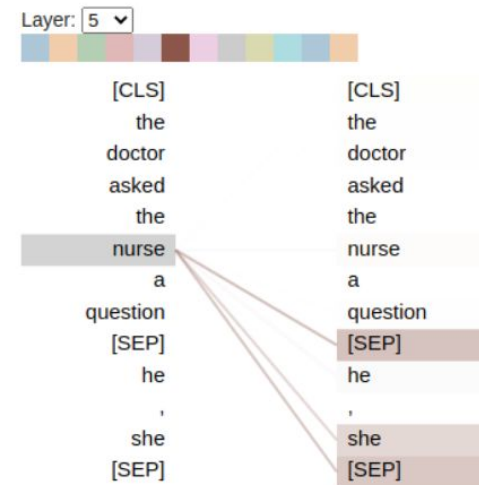 Layer: 5
[CLS] [CLS]
the the
doctor doctor
asked asked
the the
nurse nurse
a a
question question
[SEP] [SEP]
he he
, ,
she she
[SEP] [SEP]